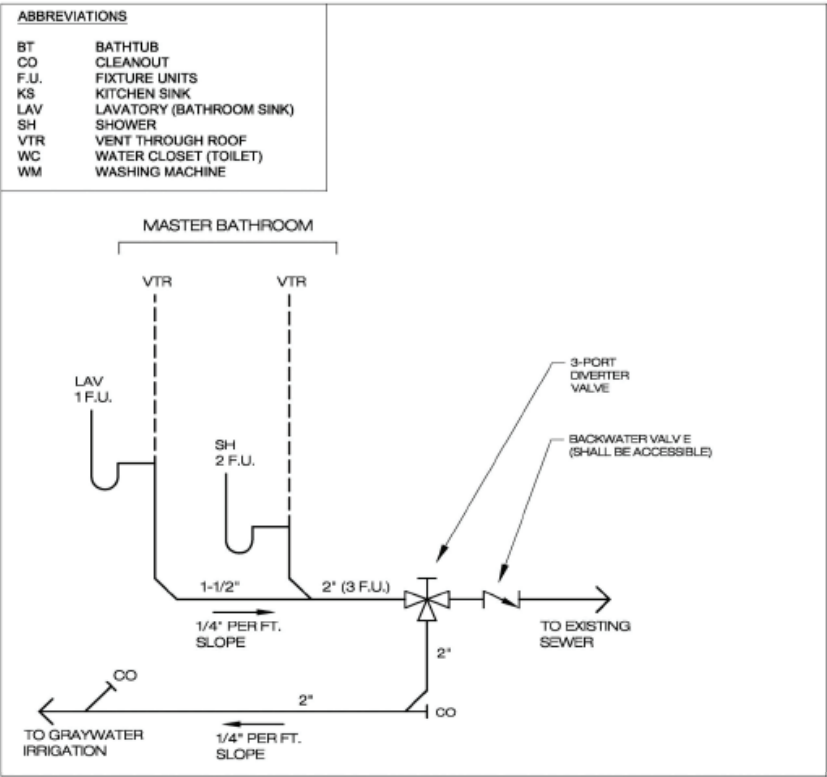 ABBREVIATIONS
BT BATHTUB
CO CLEANOUT
F.U. FIXTURE UNITS
KS KITCHEN SINK
LAV LAVATORY (BATHROOM SINK)
SH SHOWER
VTR VENT THROUGH ROOF
WC WATER CLOSET (TOILET)
WM WASHING MACHINE
MASTER BATHROOM
VTR
VTR
LAV
1 F.U.
SH
2 F.U.
3-PORT
DIVERTER
VALVE
BACKWATER VALV E
(SHALL BE ACCESSIBLE)
1-1/2"
2" (3 F.U.)
1/4" PER FT.
SLOPE
TO EXISTING
SEWER
2"
CO
2"
CO
TO GRAYWATER
IRRIGATION
1/4" PER FT.
SLOPE